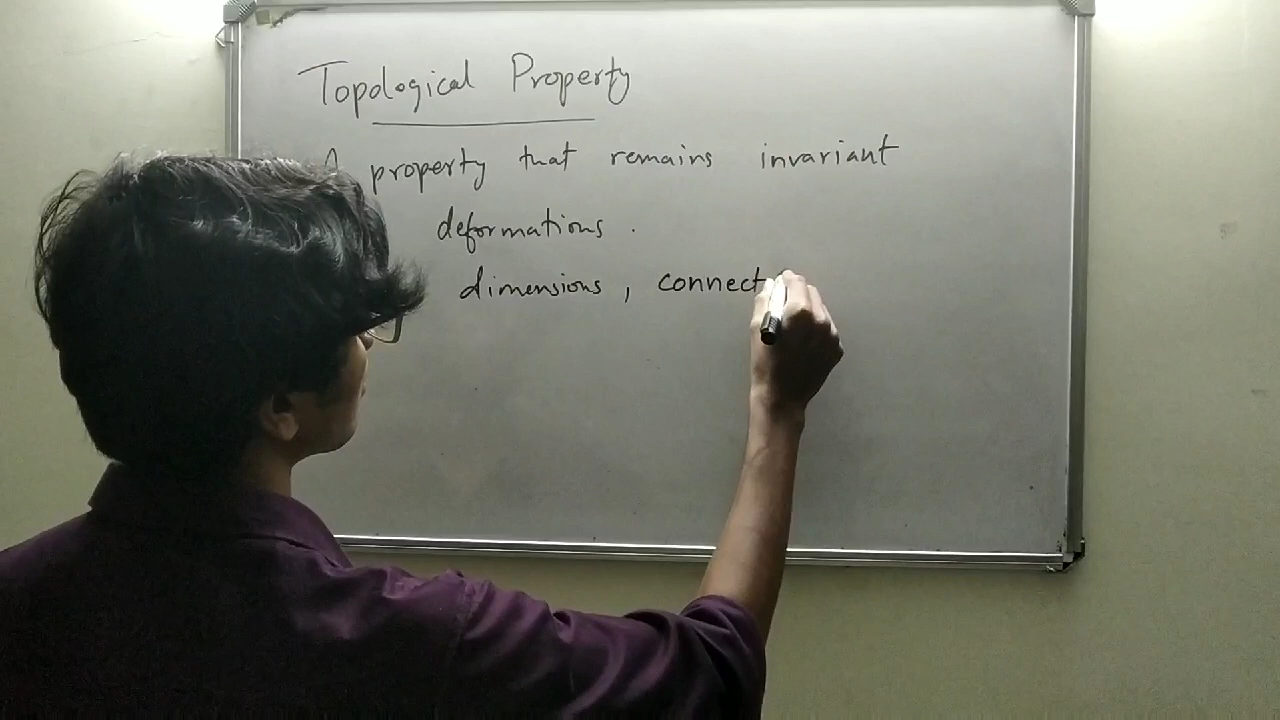 Topological Property
A property that remains invariant
deformations .
dimensions , connect